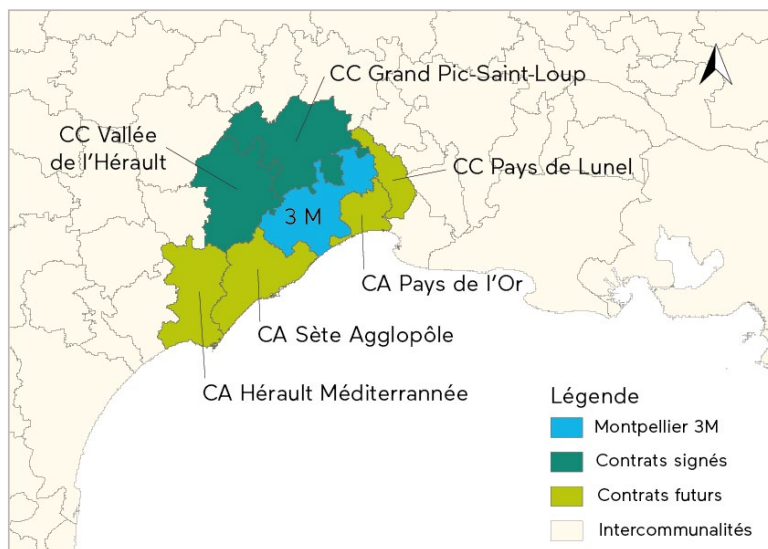 CC Grand Pic-Saint-Loup
CC Vallée
de l'Hérault
CC Pays de Lunel
3 M
CA Pays de l'Or
CA Sète Agglopôle
CA Hérault Méditerrannée
Légende
Montpellier 3M
Contrats signés
Contrats futurs
Intercommunalités